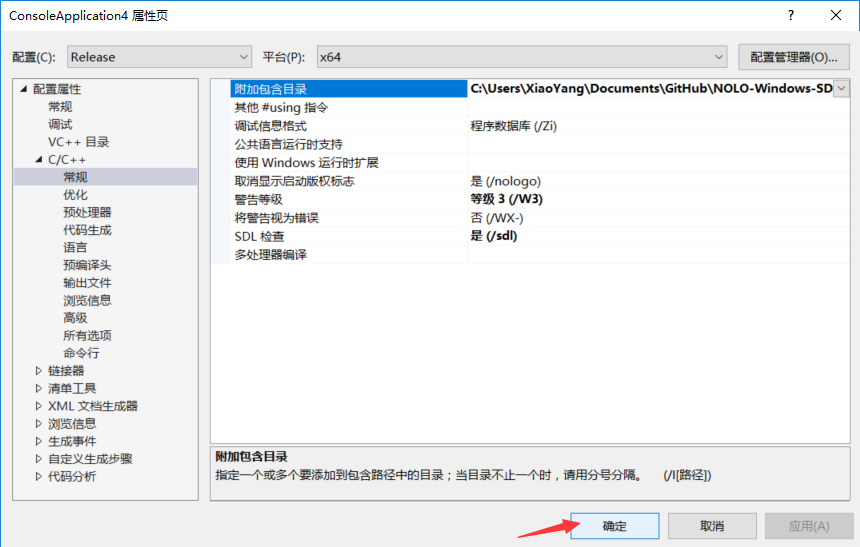 ConsoleApplication4 属性页
配置(C): Release 平台(P): x64 配置管理器(O)...
配置属性
常规
调试
VC++ 目录
C/C++
常规
优化
预处理器
代码生成
语言
预编译头
输出文件
浏览信息
高级
所有选项
命令行
链接器
清单工具
XML 文档生成器
浏览信息
生成事件
自定义生成步骤
代码分析
附加包含目录 C:\Users\XiaoYang\Documents\GitHub\NOLO-Windows-SD
其他 #using 指令
调试信息格式 程序数据库 (/Zi)
公共语言运行时支持
使用 Windows 运行时扩展
取消显示启动版权标志 是 (/nologo)
警告等级 等级 3 (/W3)
将警告视为错误 否 (/WX-)
SDL 检查 是 (/sdl)
多处理器编译
附加包含目录
指定一个或多个要添加到包含路径中的目录；当目录不止一个时，请用分号分隔。 (/I[路径])
确定 取消 应用(A)